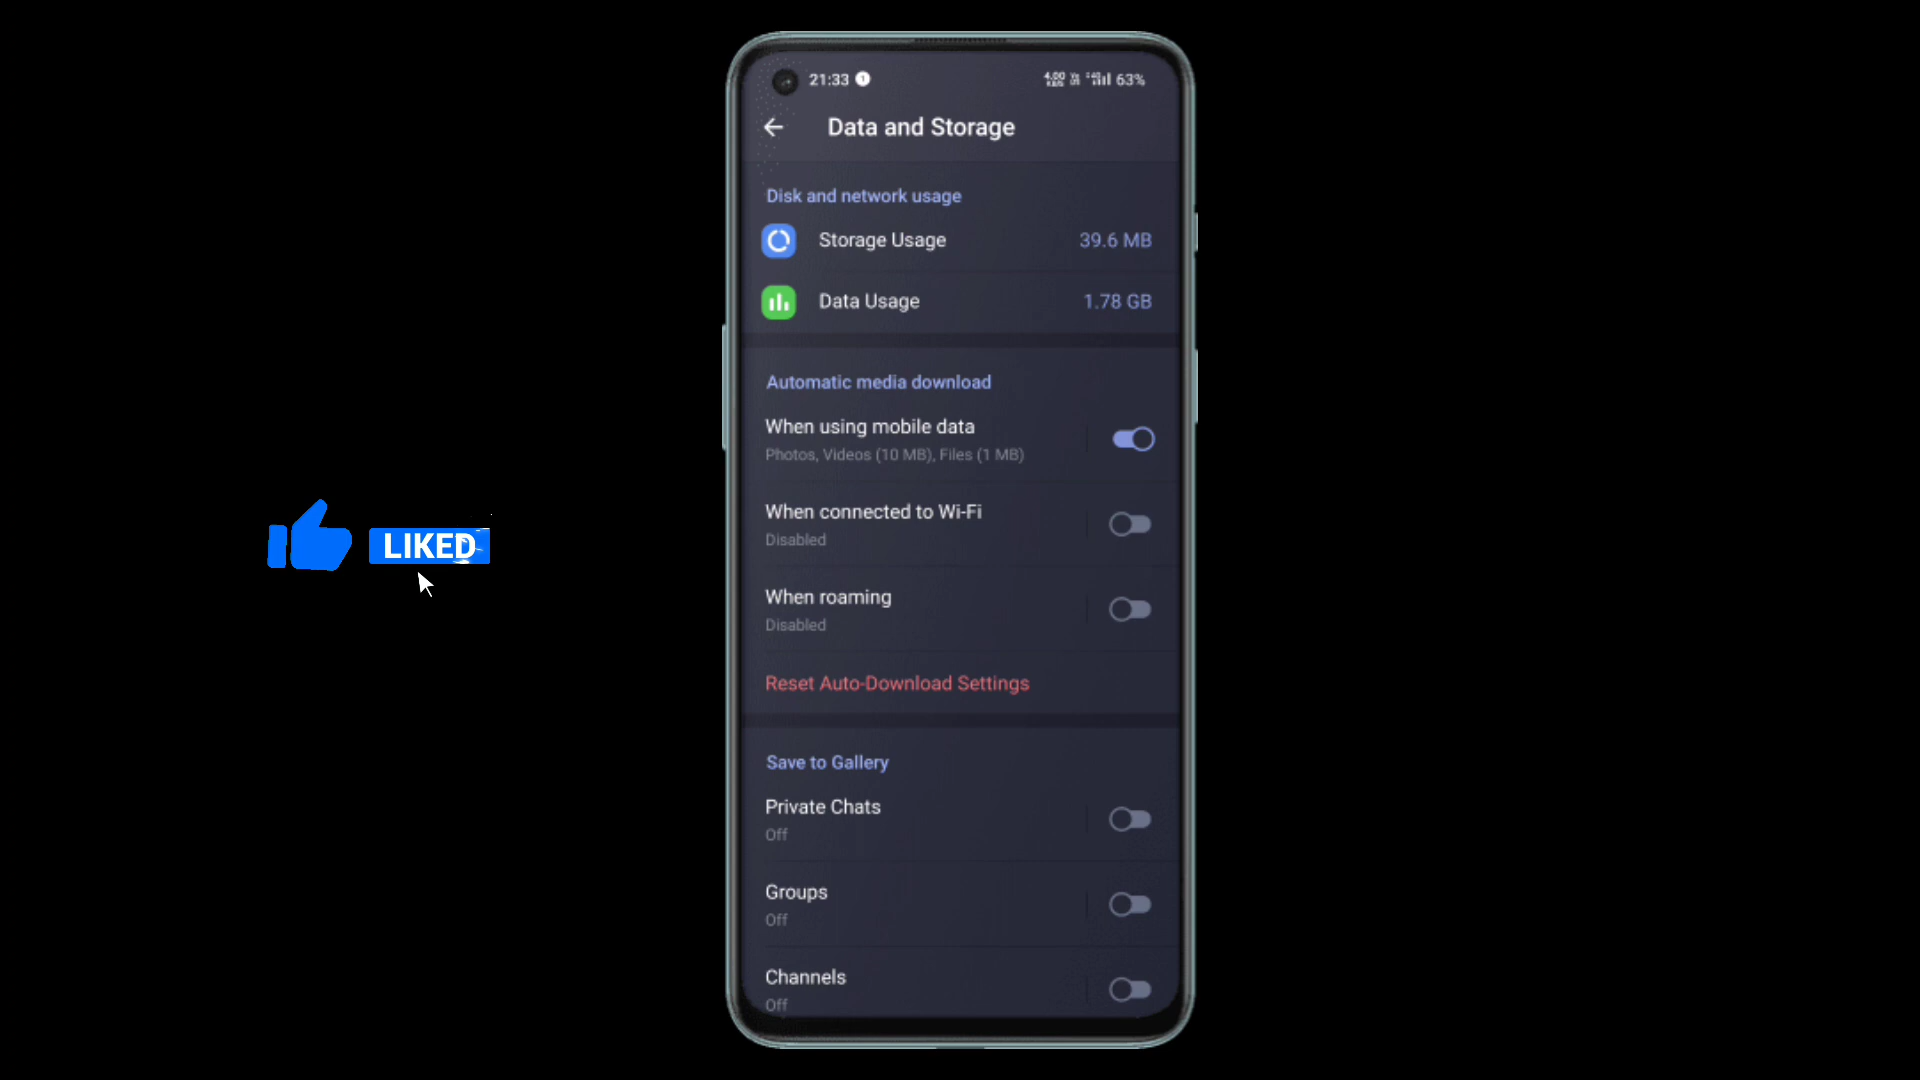 21:33
63%
Data and Storage
Disk and network usage
Storage Usage
39.6 MB
Data Usage
1.78 GB
Automatic media download
When using mobile data
Photos, Videos (10 MB), Files (1 MB)
When connected to Wi-Fi
Disabled
When roaming
Disabled
Reset Auto-Download Settings
Save to Gallery
Private Chats
Off
Groups
Off
Channels
Off
LIKED